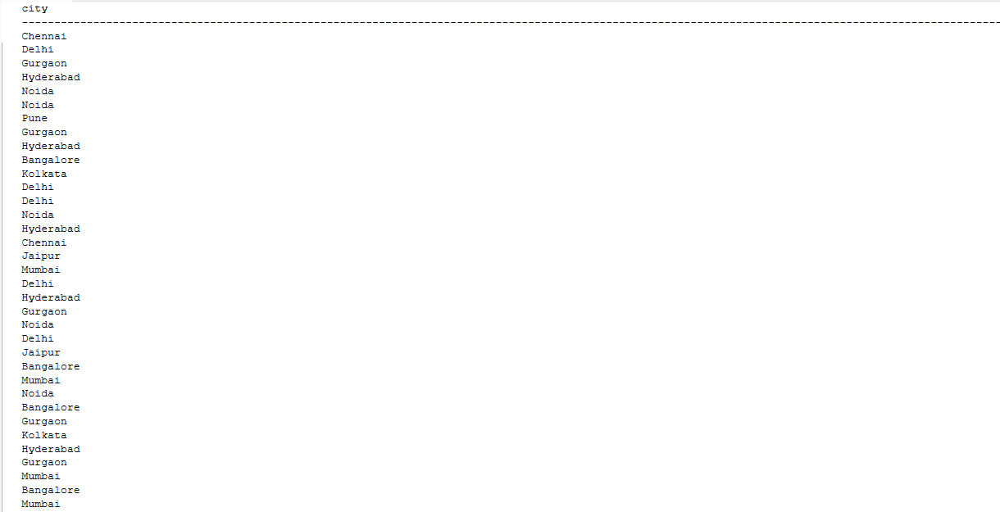 city
--------------------------------------------------------------------------------------------------------------------------------------------------------
Chennai
Delhi
Gurgaon
Hyderabad
Noida
Noida
Pune
Gurgaon
Hyderabad
Bangalore
Kolkata
Delhi
Delhi
Noida
Hyderabad
Chennai
Jaipur
Mumbai
Delhi
Hyderabad
Gurgaon
Noida
Delhi
Jaipur
Bangalore
Mumbai
Noida
Bangalore
Gurgaon
Kolkata
Hyderabad
Gurgaon
Mumbai
Bangalore
Mumbai